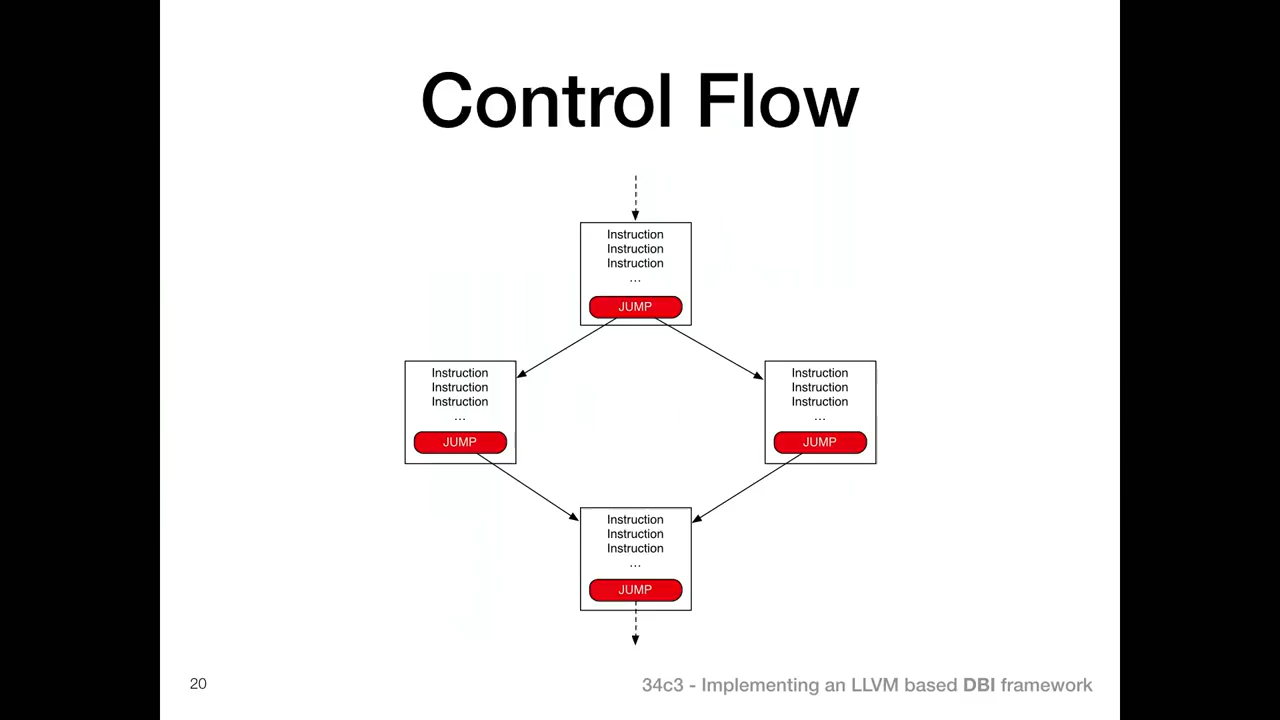 Control Flow
Instruction
Instruction
Instruction
...
JUMP
Instruction
Instruction
Instruction
...
JUMP
Instruction
Instruction
Instruction
...
JUMP
Instruction
Instruction
Instruction
...
JUMP
20
34c3 - Implementing an LLVM based DBI framework